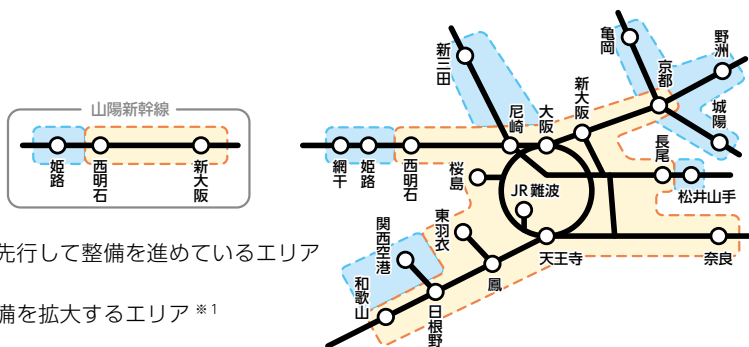 山陽新幹線
姫路
西明石
新大阪
先行して整備を進めているエリア
備を拡大するエリア※1
新三田
亀岡
野洲
京都
新大阪
大阪
尼崎
城陽
長尾
松井山手
網干
姫路
西明石
桜島
JR難波
東羽衣
関西空港
天王寺
奈良
鳳
和歌山
日根野